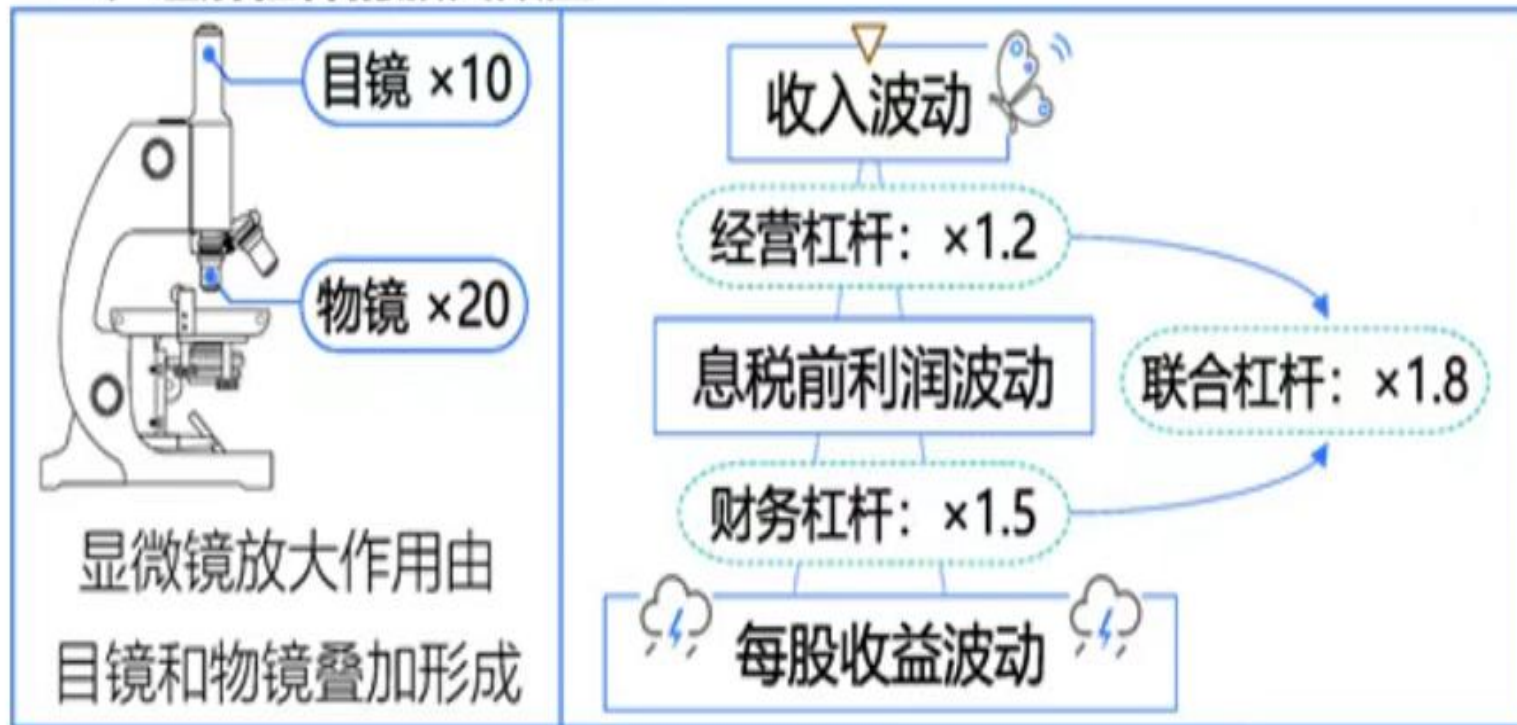 目镜 ×10
物镜 ×20
显微镜放大作用由
目镜和物镜叠加形成
收入波动
经营杠杆：×1.2
息税前利润波动
联合杠杆：×1.8
财务杠杆：×1.5
每股收益波动